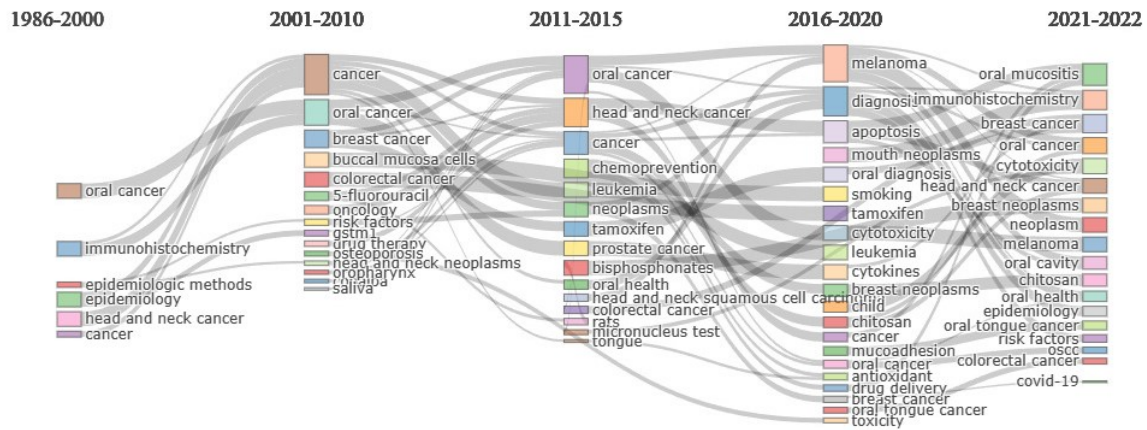 1986-2000
2001-2010
2011-2015
2016-2020
2021-2022
oral cancer
immunohistochemistry
epidemiologic methods
epidemiology
head and neck cancer
cancer
cancer
oral cancer
breast cancer
buccal mucosa cells
colorectal cancer
5-fluorouracil
oncology
risk factors
gstm1
drug therapy
osteoporosis
head and neck neoplasms
oropharynx
saliva
oral cancer
head and neck cancer
cancer
chemoprevention
leukemia
neoplasms
tamoxifen
prostate cancer
bisphosphonates
oral health
head and neck squamous cell carcinoma
colorectal cancer
rats
micronucleus test
tongue
melanoma
diagnosi
apoptosis
mouth neoplasms
oral diagnosis
smoking
tamoxifen
cytotoxicity
leukemia
cytokines
breast neoplasms
child
chitosan
cancer
mucoadhesion
oral cancer
antioxidant
drug delivery
breast cancer
oral tongue cancer
toxicity
oral mucositis
immunohistochemistry
breast cancer
oral cancer
cytotoxicity
head and neck cancer
breast neoplasms
neoplasm
melanoma
oral cavity
chitosan
oral health
epidemiology
oral tongue cancer
risk factors
oscc
colorectal cancer
covid-19